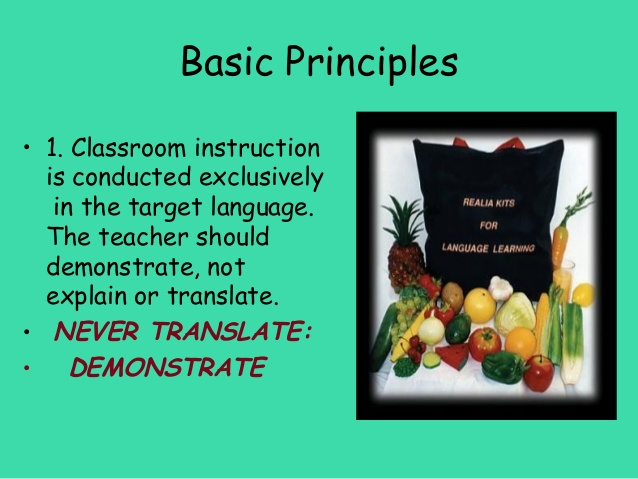 Basic Principles
• 1. Classroom instruction
is conducted exclusively
in the target language.
The teacher should
demonstrate, not
explain or translate.
• NEVER TRANSLATE:
• DEMONSTRATE
REALIA KITS
FOR
LANGUAGE LEARNING